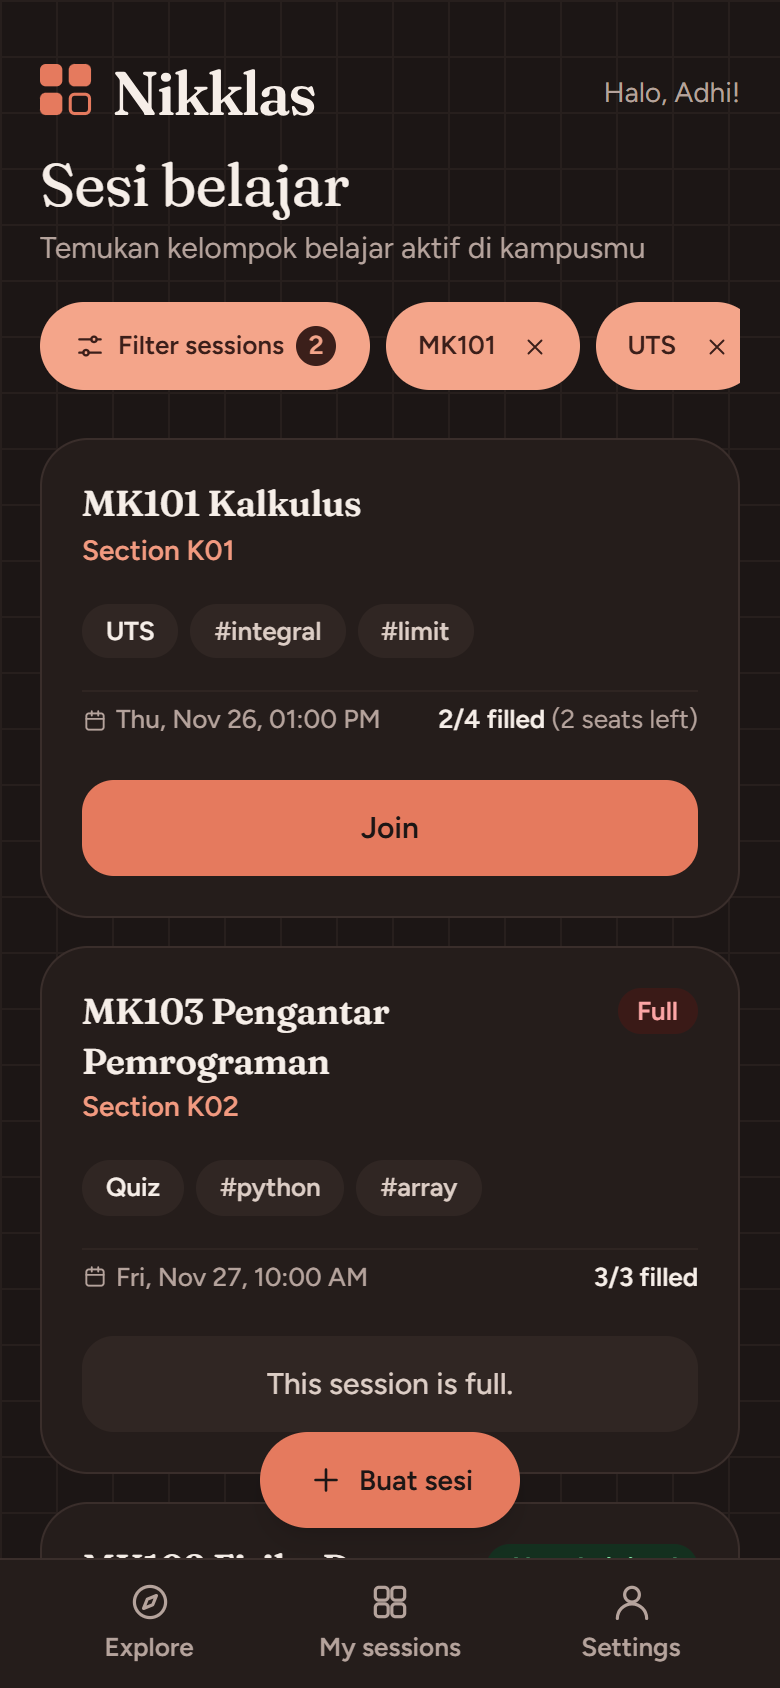 Nikklas
Halo, Adhi!
Sesi belajar
Temukan kelompok belajar aktif di kampusmu
Filter sessions 2
MK101
UTS
MK101 Kalkulus
Section K01
UTS #integral #limit
Thu, Nov 26, 01:00 PM
2/4 filled (2 seats left)
Join
MK103 Pengantar
Pemrograman
Full
Section K02
Quiz #python #array
Fri, Nov 27, 10:00 AM
3/3 filled
This session is full.
Buat sesi
Explore
My sessions
Settings